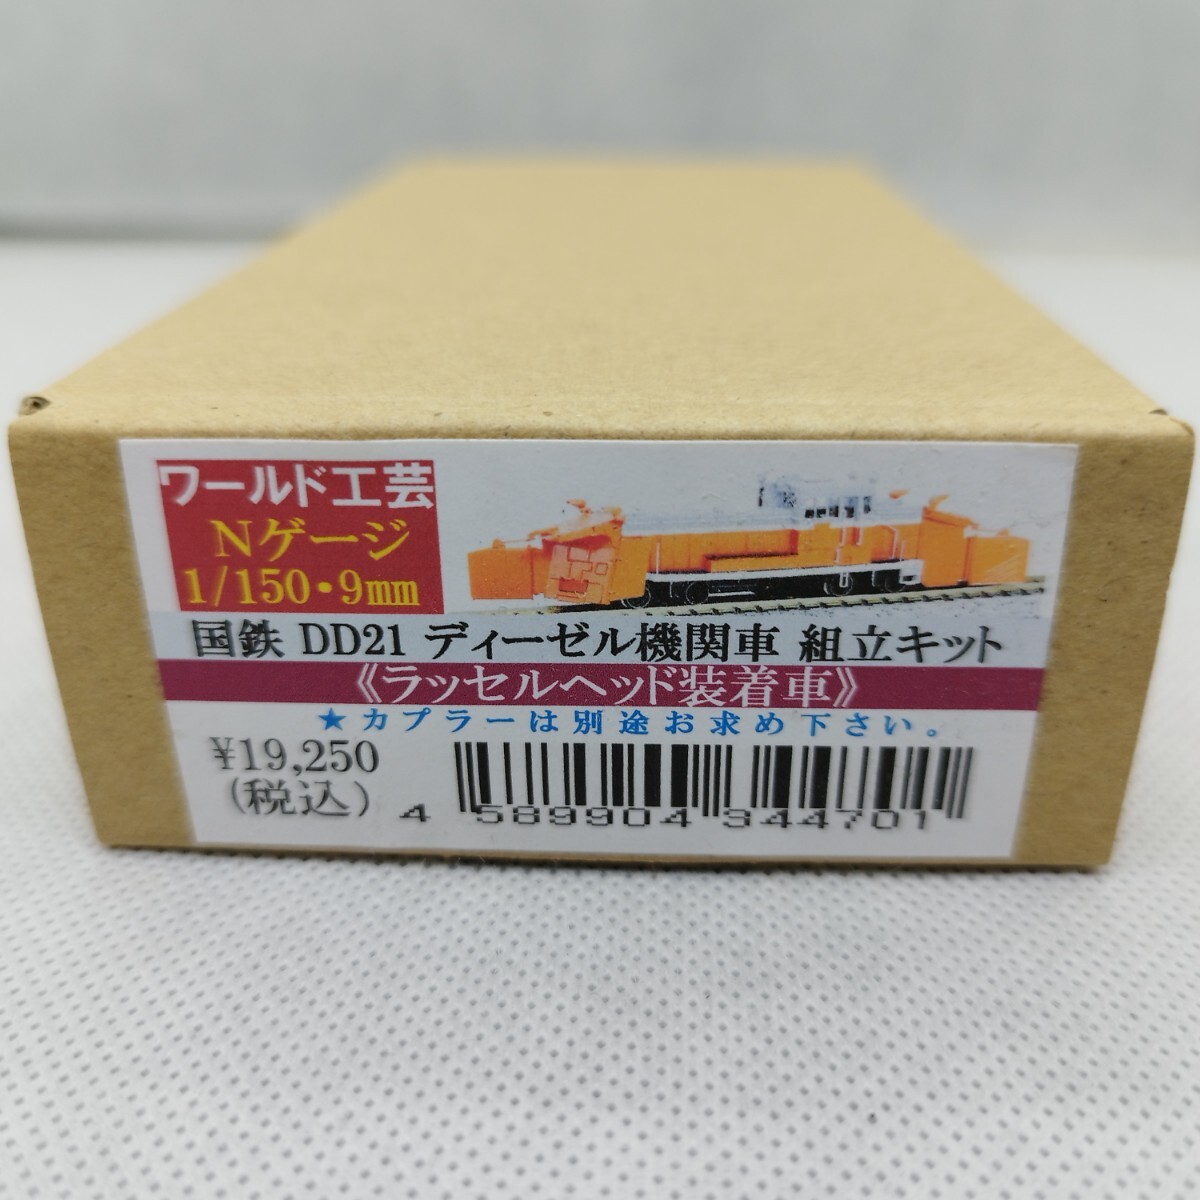 ワールド工芸
Nゲージ
1/150・9mm
国鉄 DD21 ディーゼル機関車 組立キット
《ラッセルヘッド装着車》
★カプラーは別途お求め下さい。
¥19,250
(税込)
4 589904 344701